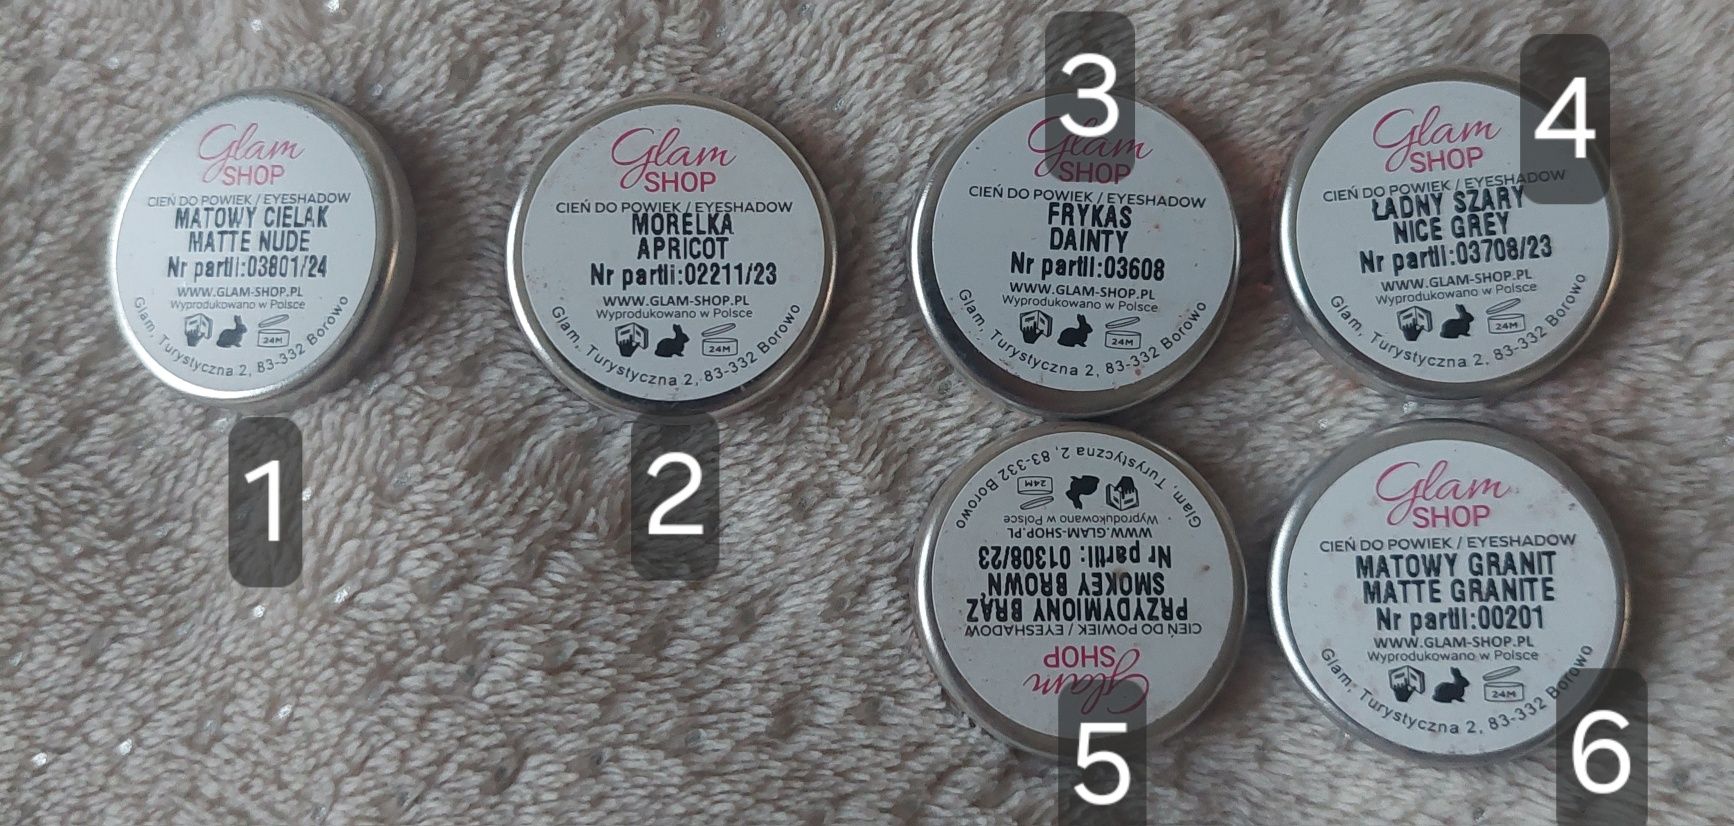 1
Glam
SHOP
CIEŃ DO POWIEK / EYESHADOW
MATOWY CIELAK
MATTE NUDE
Nr partii:03801/24
WWW.GLAM-SHOP.PL
Wyprodukowano w Polsce
24M
Glam, Turystyczna 2, 83-332 Borowo
2
Glam
SHOP
CIEŃ DO POWIEK / EYESHADOW
MORELKA
APRICOT
Nr partii:02211/23
WWW.GLAM-SHOP.PL
Wyprodukowano w Polsce
24M
Glam, Turystyczna 2, 83-332 Borowo
3
Glam
SHOP
CIEŃ DO POWIEK / EYESHADOW
FRYKAS
DAINTY
Nr partii:03608
WWW.GLAM-SHOP.PL
Wyprodukowano w Polsce
24M
Glam, Turystyczna 2, 83-332 Borowo
4
Glam
SHOP
CIEŃ DO POWIEK / EYESHADOW
ŁADNY SZARY
NICE GREY
Nr partii:03708/23
WWW.GLAM-SHOP.PL
Wyprodukowano w Polsce
24M
Glam, Turystyczna 2, 83-332 Borowo
5
Glam
SHOP
CIEŃ DO POWIEK / EYESHADOW
PRZYDYMIONY BRĄZ
SMOKEY BROWN
Nr partii: 01308/23
WWW.GLAM-SHOP.PL
Wyprodukowano w Polsce
24M
Glam, Turystyczna 2, 83-332 Borowo
6
Glam
SHOP
CIEŃ DO POWIEK / EYESHADOW
MATOWY GRANIT
MATTE GRANITE
Nr partii:00201
WWW.GLAM-SHOP.PL
Wyprodukowano w Polsce
24M
Glam, Turystyczna 2, 83-332 Borowo